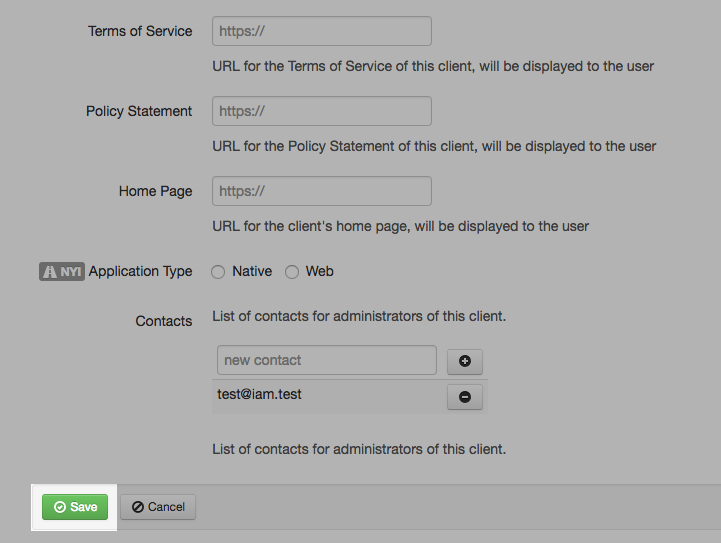 Terms of Service https://
URL for the Terms of Service of this client, will be displayed to the user
Policy Statement https://
URL for the Policy Statement of this client, will be displayed to the user
Home Page https://
URL for the client's home page, will be displayed to the user
NYI Application Type Native Web
Contacts List of contacts for administrators of this client.
new contact
test@iam.test
List of contacts for administrators of this client.
Save Cancel